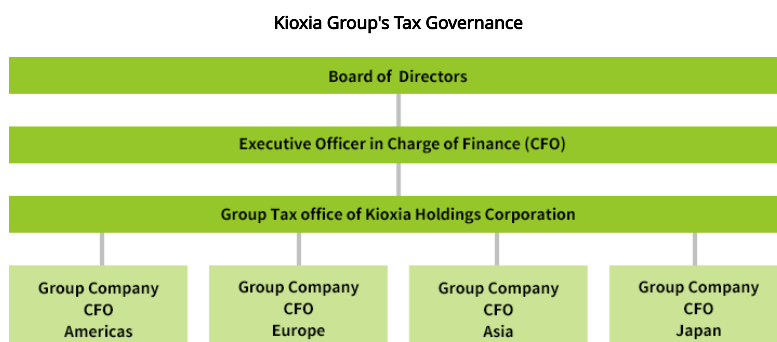 Kioxia Group's Tax Governance
Board of Directors
Executive Officer in Charge of Finance (CFO)
Group Tax office of Kioxia Holdings Corporation
Group Company
CFO
Americas
Group Company
CFO
Europe
Group Company
CFO
Asia
Group Company
CFO
Japan